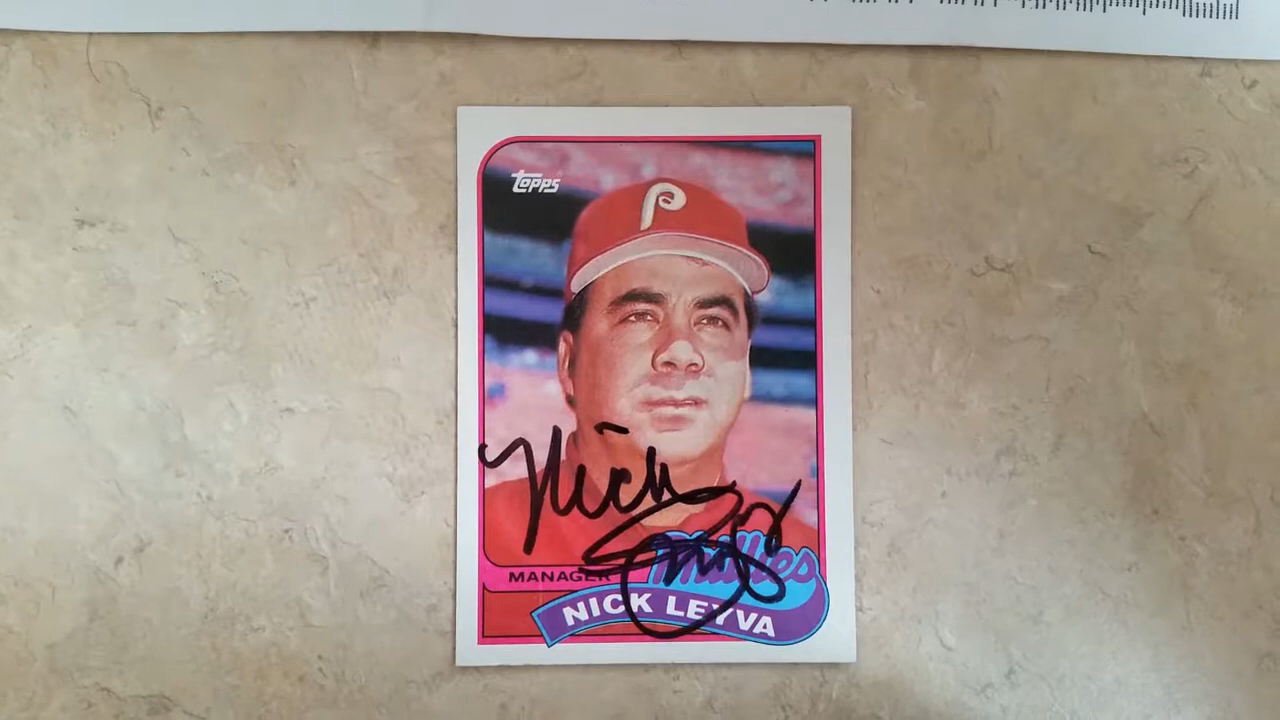 topps
P
Nick
Phillies
MANAGER
NICK LEYVA